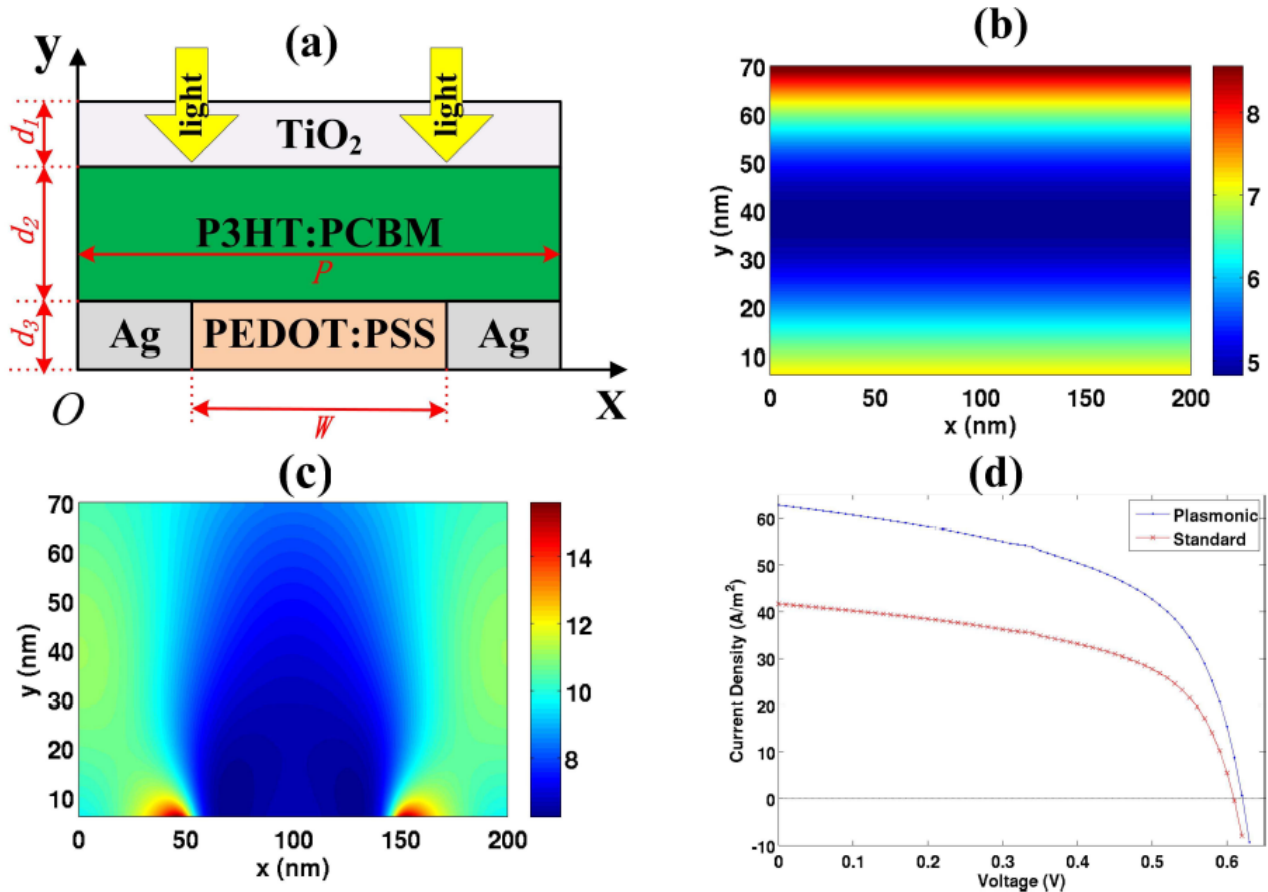 (a)
y
light
light
d1
TiO2
d2
P3HT:PCBM
P
d3
Ag
PEDOT:PSS
Ag
O
X
W
(b)
70
60
50
40
30
20
10
y (nm)
0
50
100
150
200
x (nm)
8
7
6
5
(c)
70
60
50
40
30
20
10
y (nm)
0
50
100
150
200
x (nm)
14
12
10
8
(d)
Plasmonic
Standard
60
50
40
30
20
10
0
-10
Current Density (A/m²)
0
0.1
0.2
0.3
0.4
0.5
0.6
Voltage (V)